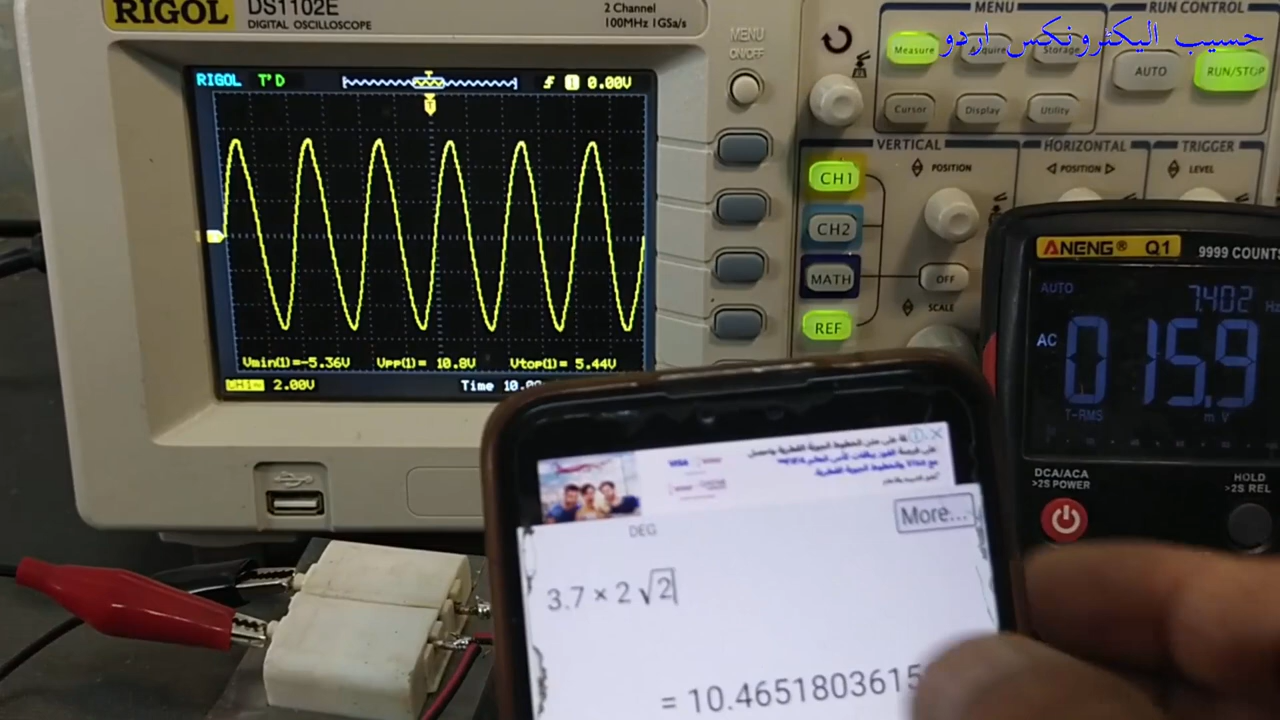 RIGOL DS1102E
DIGITAL OSCILLOSCOPE
2 Channel
100MHz 1GSa/s
RIGOL T'D 1 0.00V
Vmin(1)=-5.36V Vpp(1)= 10.8V Vtop(1)= 5.44V
CH1~ 2.00V Time
MENU
ON/OFF
MENU
RUN CONTROL
حسیب الیکٹرونکس اردو
Measure Acquire Storage
AUTO RUN/STOP
Cursor Display Utility
VERTICAL HORIZONTAL TRIGGER
POSITION POSITION LEVEL
CH1
CH2
MATH OFF
REF SCALE
ANENG® Q1 9999 COUNTS
AUTO 7.402
AC 015.9
T-RMS mV
DCA/ACA
>2S POWER
HOLD
>2S REL
VISA
DEG
More...
3.7 × 2 √2
= 10.4651803615